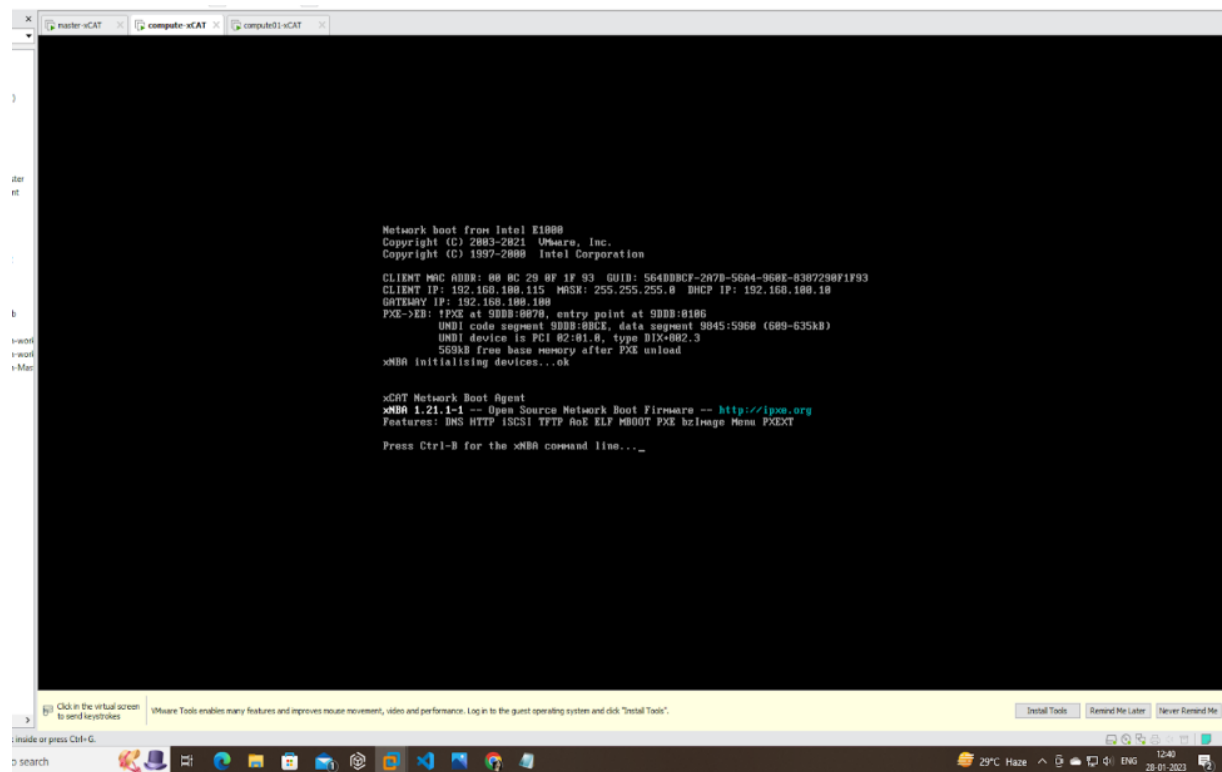 master-xCAT
compute-xCAT
compute01-xCAT
Network boot from Intel E1000
Copyright (C) 2003-2021 VMware, Inc.
Copyright (C) 1997-2000 Intel Corporation
CLIENT MAC ADDR: 00 0C 29 0F 1F 93 GUID: 564DDBCF-2A7D-56A4-960E-8387290F1F93
CLIENT IP: 192.168.100.115 MASK: 255.255.255.0 DHCP IP: 192.168.100.10
GATEWAY IP: 192.168.100.100
PXE->EB: !PXE at 9DDB:0070, entry point at 9DDB:0106
UNDI code segment 9DDB:0BCE, data segment 9845:5960 (609-635kB)
UNDI device is PCI 02:01.0, type DIX+802.3
569kB free base memory after PXE unload
xNBA initialising devices...ok
xCAT Network Boot Agent
xNBA 1.21.1-1 -- Open Source Network Boot Firmware -- http://ipxe.org
Features: DNS HTTP iSCSI TFTP AoE ELF MBOOT PXE bzImage Menu PXEXT
Press Ctrl-B for the xNBA command line..._
Click in the virtual screen
to send keystrokes
VMware Tools enables many features and improves mouse movement, video and performance. Log in to the guest operating system and click "Install Tools".
Install Tools
Remind Me Later
Never Remind Me
inside or press Ctrl+G.
search
29°C Haze
ENG
12:40
28-01-2023